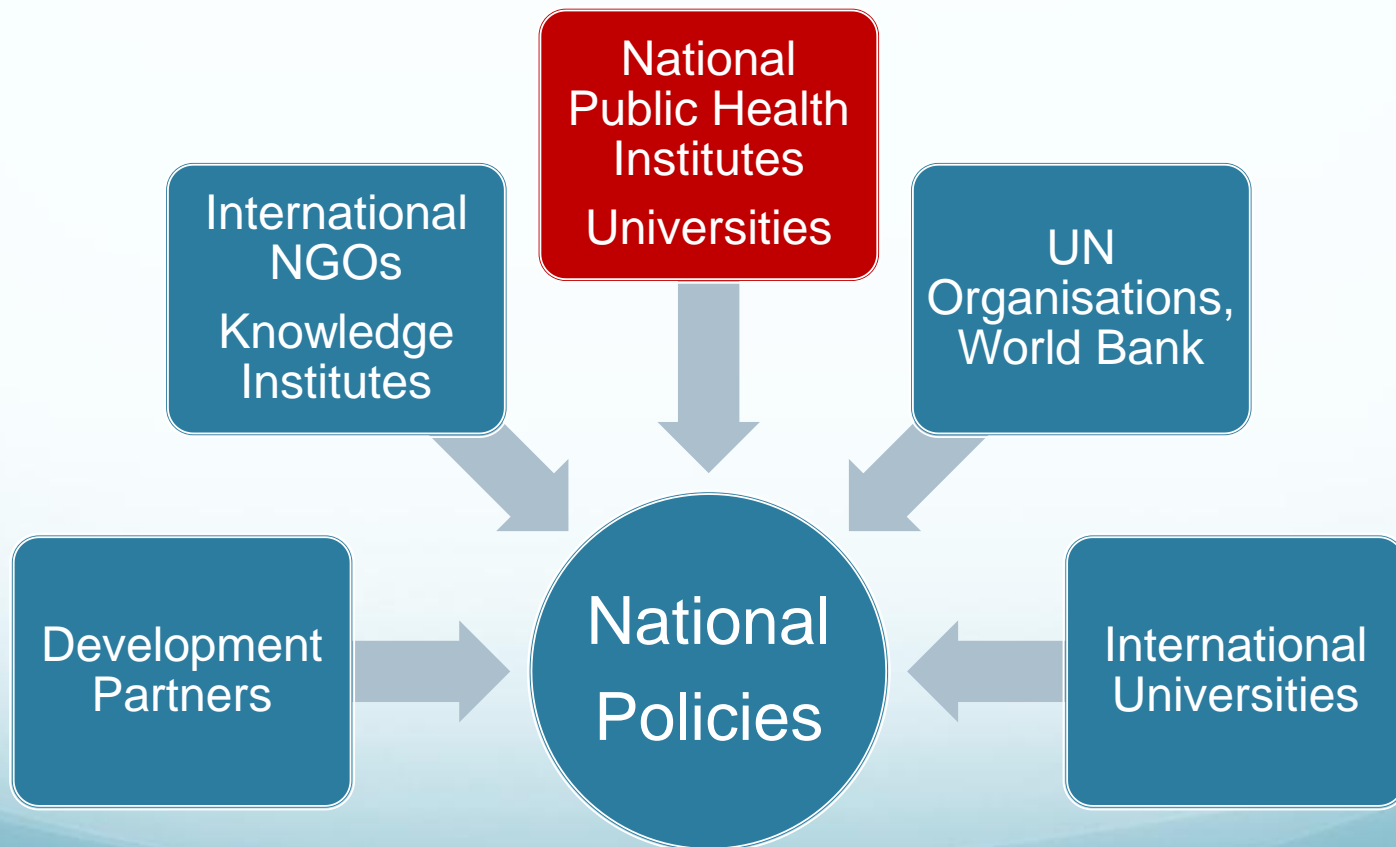 National
Public Health
Institutes
Universities
International
NGOs
Knowledge
Institutes
UN
Organisations,
World Bank
Development
Partners
National
Policies
International
Universities